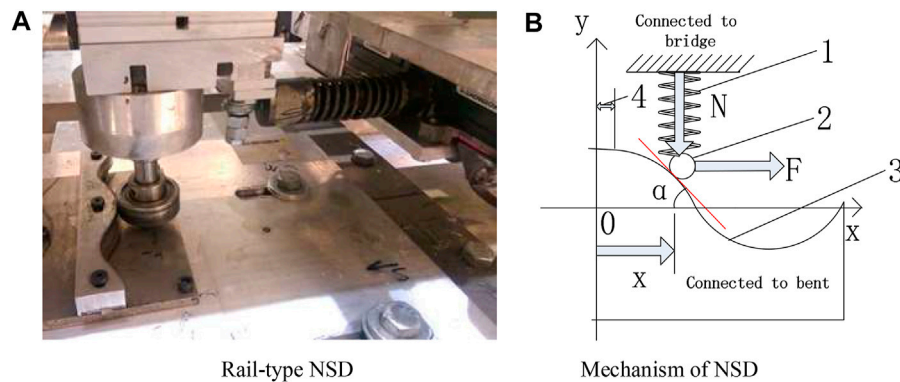 A
B
y
Connected to
bridge
1
4
N
2
F
α
3
0
x
x
Connected to bent
Rail-type NSD
Mechanism of NSD